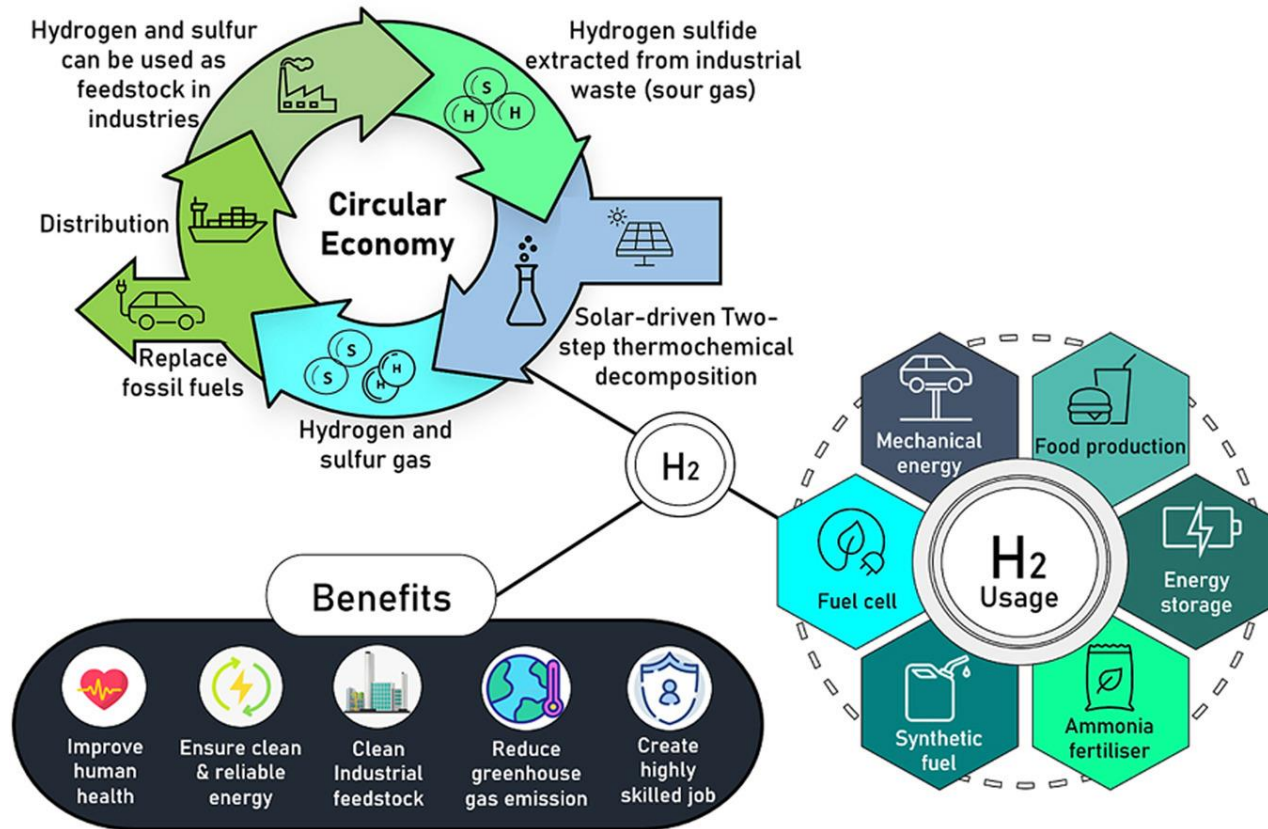 Hydrogen and sulfur
can be used as
feedstock in
industries
Hydrogen sulfide
extracted from industrial
waste (sour gas)
S
H
H
Circular
Economy
Distribution
Replace
fossil fuels
Solar-driven Two-
step thermochemical
decomposition
S
S
H
H
Hydrogen and
sulfur gas
H2
Mechanical
energy
Food production
Fuel cell
H2
Usage
Energy
storage
Synthetic
fuel
Ammonia
fertiliser
Benefits
Improve
human
health
Ensure clean
& reliable
energy
Clean
Industrial
feedstock
Reduce
greenhouse
gas emission
Create
highly
skilled job